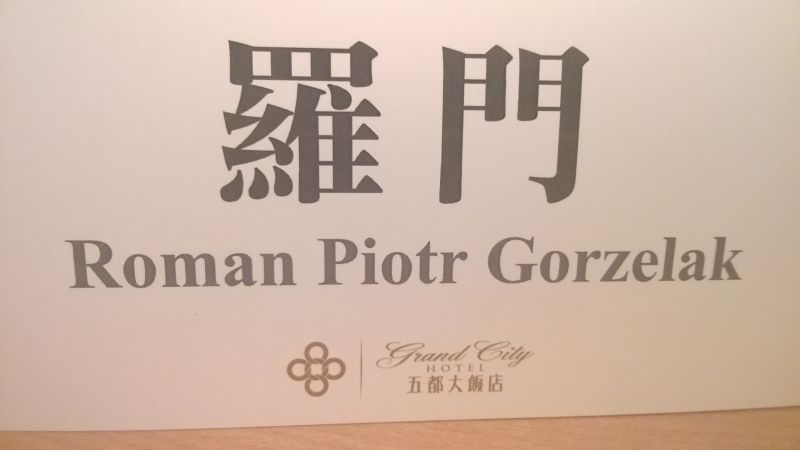 羅門
Roman Piotr Gorzelak
Grand City
HOTEL
五都大飯店